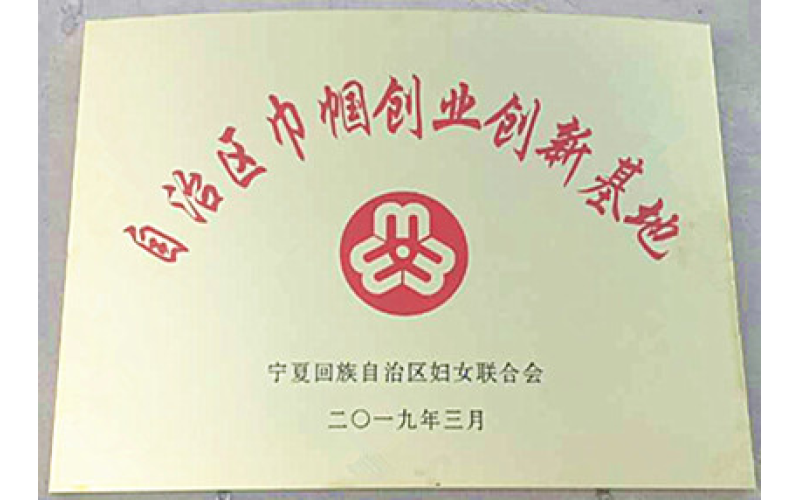 自治区巾帼创业创新基地
宁夏回族自治区妇女联合会
二〇一九年三月